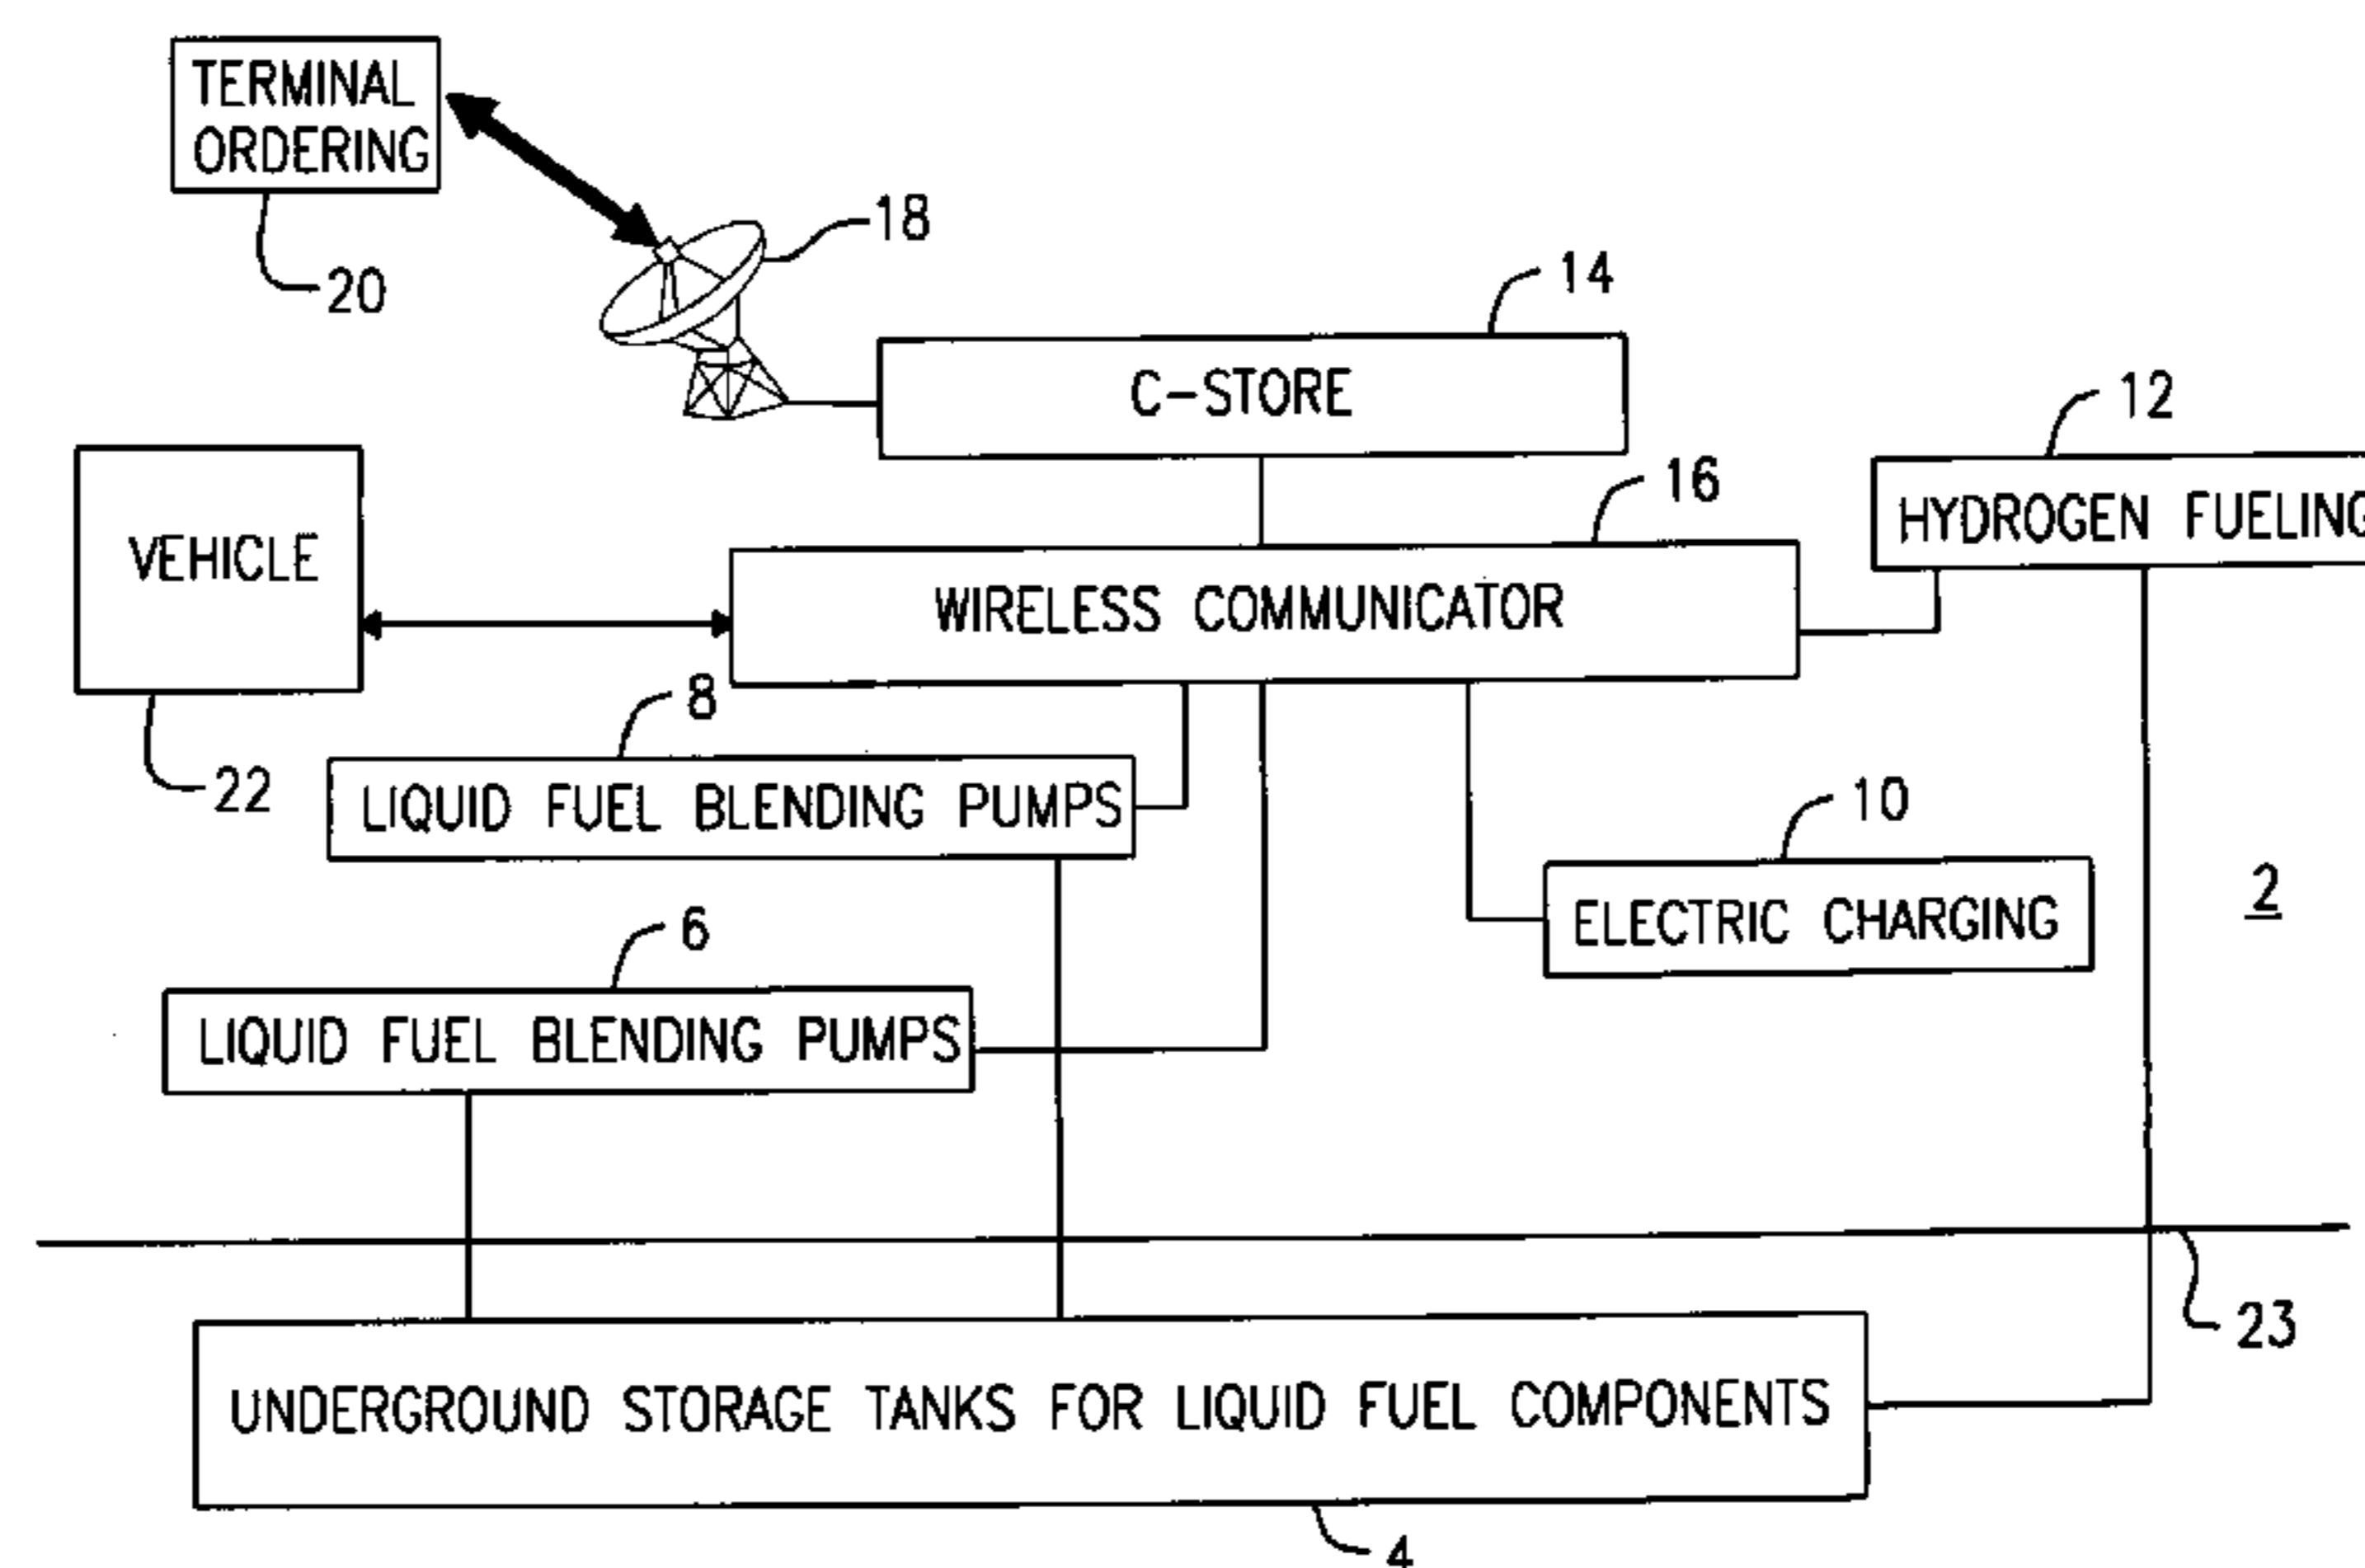 TERMINAL
ORDERING
20
18
14
C-STORE
12
HYDROGEN FUELING
16
WIRELESS COMMUNICATOR
VEHICLE
22
8
LIQUID FUEL BLENDING PUMPS
10
ELECTRIC CHARGING
2
6
LIQUID FUEL BLENDING PUMPS
23
UNDERGROUND STORAGE TANKS FOR LIQUID FUEL COMPONENTS
4